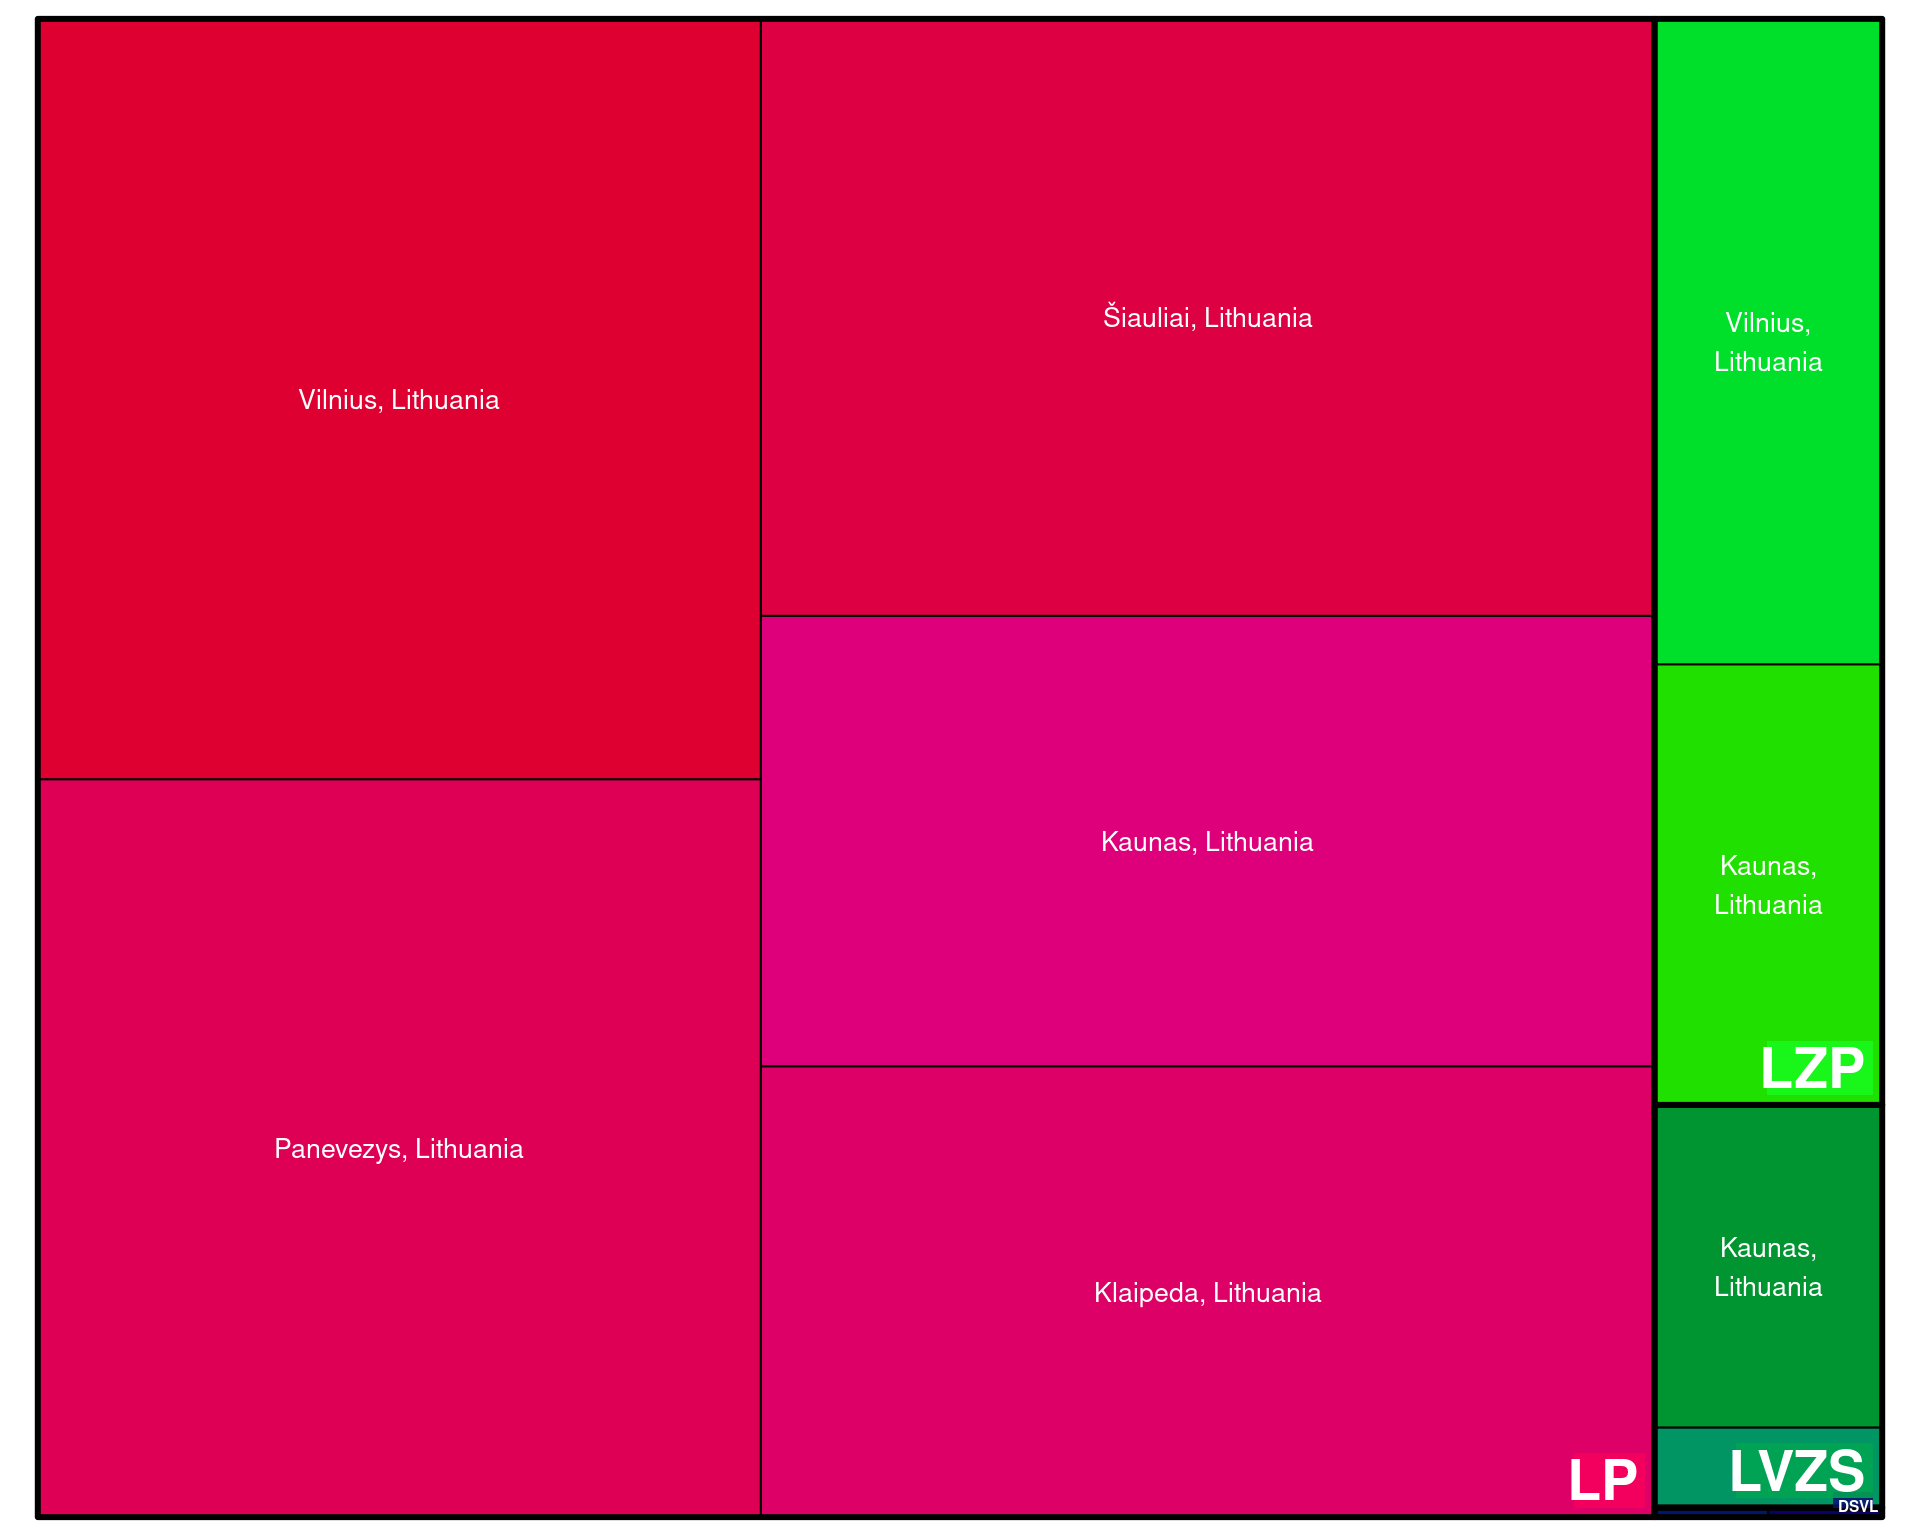 Vilnius, Lithuania
Panevezys, Lithuania
Šiauliai, Lithuania
Kaunas, Lithuania
Klaipeda, Lithuania
LP
Vilnius,
Lithuania
Kaunas,
Lithuania
LZP
Kaunas,
Lithuania
LVZS
DSVL